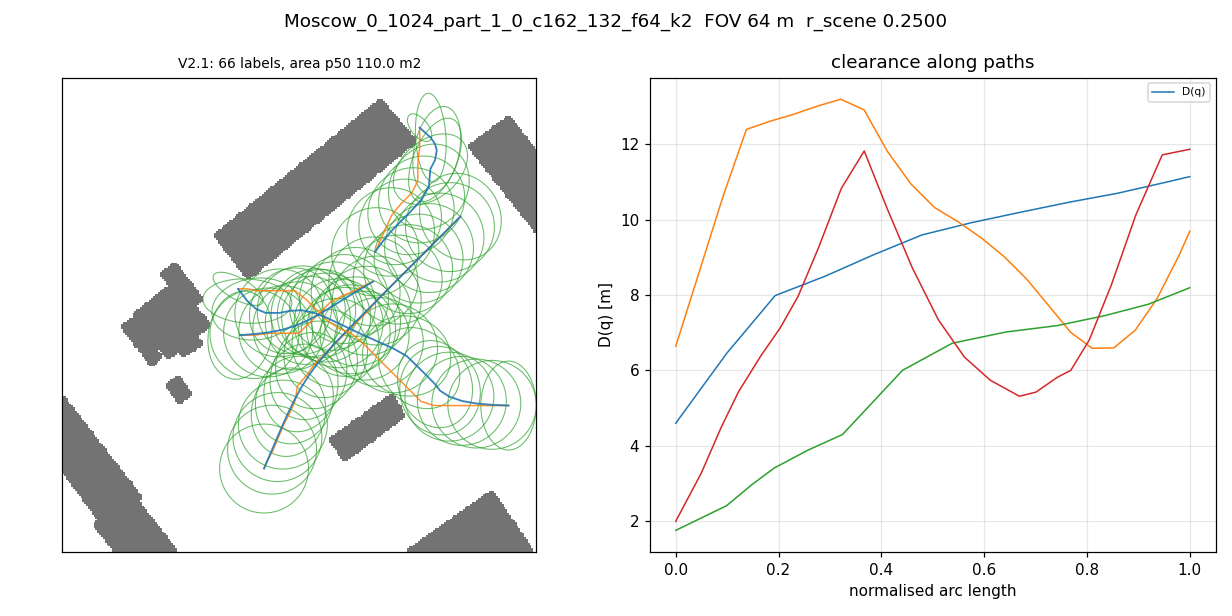 Moscow_0_1024_part_1_0_c162_132_f64_k2  FOV 64 m  r_scene 0.2500
V2.1: 66 labels, area p50 110.0 m2
clearance along paths
D(q)
12
10
8
6
4
2
D(q) [m]
0.0 0.2 0.4 0.6 0.8 1.0
normalised arc length